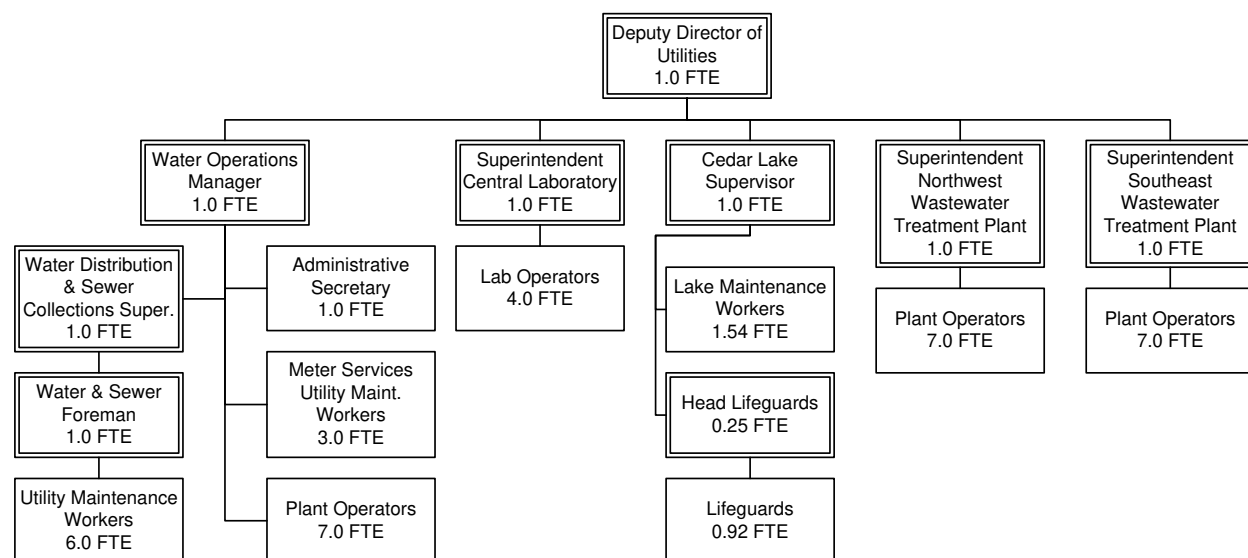 Deputy Director of
Utilities
1.0 FTE
Water Operations
Manager
1.0 FTE
Superintendent
Central Laboratory
1.0 FTE
Cedar Lake
Supervisor
1.0 FTE
Superintendent
Northwest
Wastewater
Treatment Plant
1.0 FTE
Superintendent
Southeast
Wastewater
Treatment Plant
1.0 FTE
Water Distribution
& Sewer
Collections Super.
1.0 FTE
Administrative
Secretary
1.0 FTE
Lab Operators
4.0 FTE
Lake Maintenance
Workers
1.54 FTE
Plant Operators
7.0 FTE
Plant Operators
7.0 FTE
Water & Sewer
Foreman
1.0 FTE
Meter Services
Utility Maint.
Workers
3.0 FTE
Head Lifeguards
0.25 FTE
Utility Maintenance
Workers
6.0 FTE
Plant Operators
7.0 FTE
Lifeguards
0.92 FTE